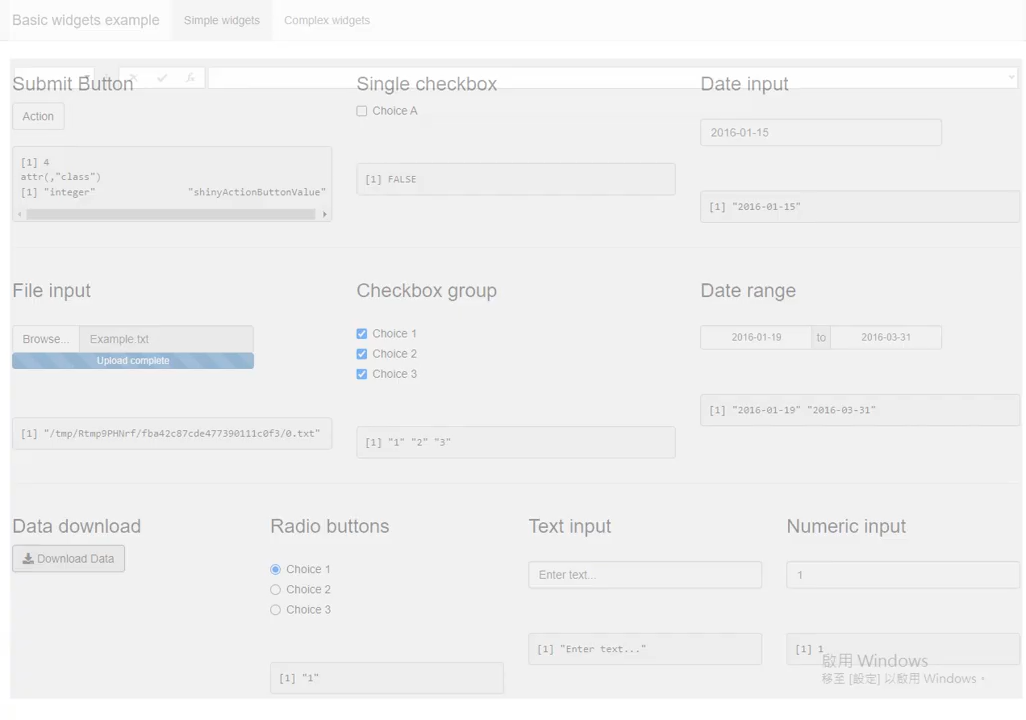 Basic widgets example Simple widgets Complex widgets
Submit Button Single checkbox Date input
Action
Choice A
2016-01-15
[1] 4
attr(,"class")
[1] "integer" "shinyActionButtonValue"
[1] FALSE
[1] "2016-01-15"
File input Checkbox group Date range
Browse... Example.txt
Upload complete
Choice 1
Choice 2
Choice 3
2016-01-19 to 2016-03-31
[1] "/tmp/Rtmp9PHNrf/fba42c87cde477390111c0f3/0.txt"
[1] "1" "2" "3"
[1] "2016-01-19" "2016-03-31"
Data download Radio buttons Text input Numeric input
Download Data
Choice 1
Choice 2
Choice 3
Enter text...
1
[1] "1"
[1] "Enter text..."
[1] 1
啟用 Windows
移至 [設定] 以啟用 Windows。